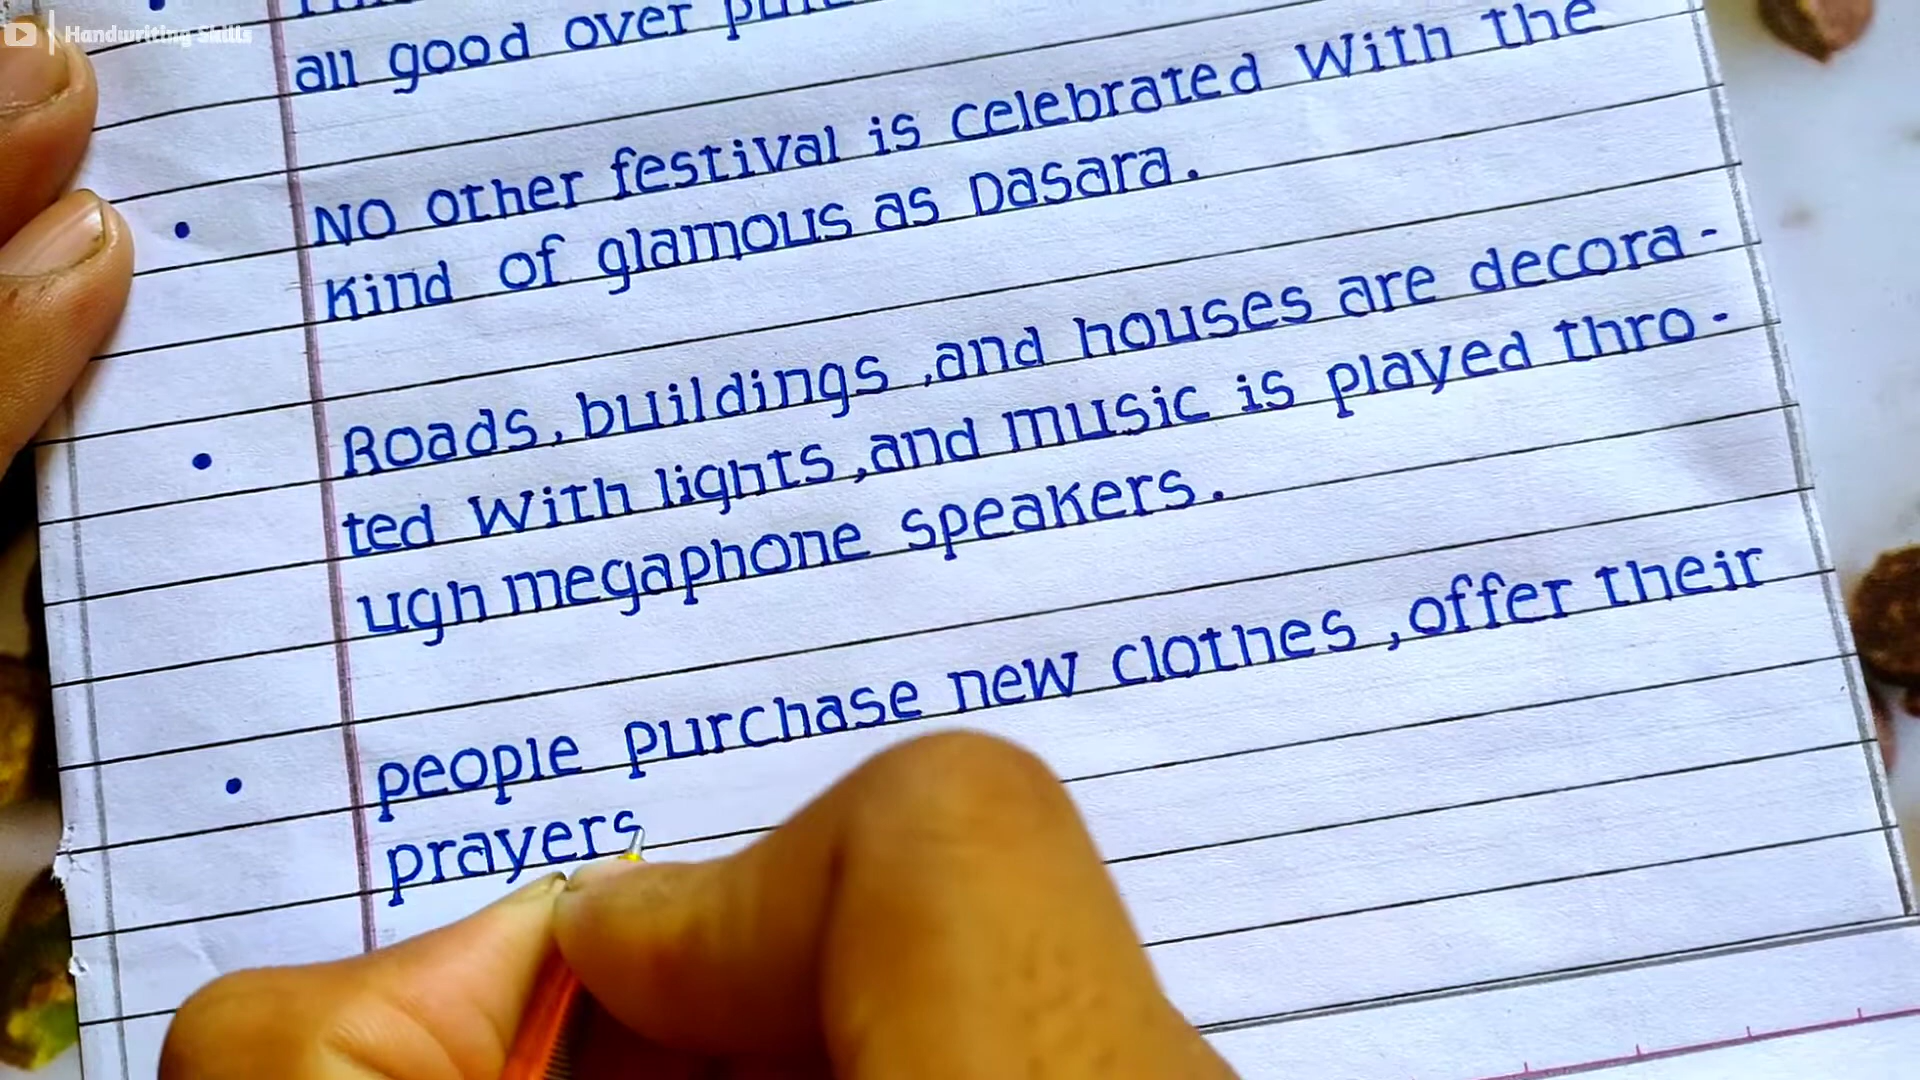 Handwriting Skills
all good over
NO other festival is celebrated With the
Kind of glamous as Dasara.
Roads, buildings ,and houses are decora-
ted With lights ,and music is played thro-
ugh megaphone speakers.
people purchase new clothes ,offer their
prayers